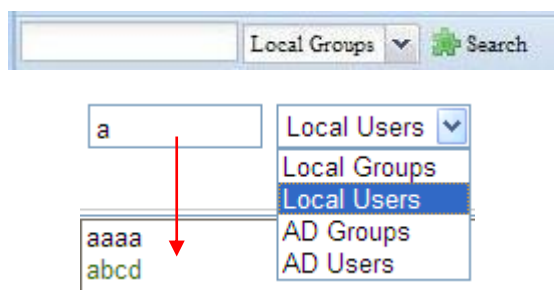 Local Groups Search
a Local Users
Local Groups
Local Users
AD Groups
AD Users
aaaa
abcd